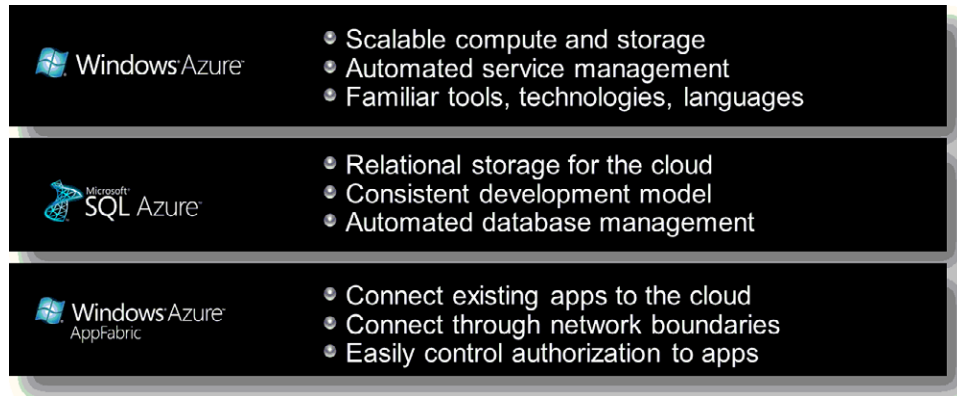 Windows Azure
Scalable compute and storage
Automated service management
Familiar tools, technologies, languages
Microsoft
SQL Azure
Relational storage for the cloud
Consistent development model
Automated database management
Windows Azure
AppFabric
Connect existing apps to the cloud
Connect through network boundaries
Easily control authorization to apps